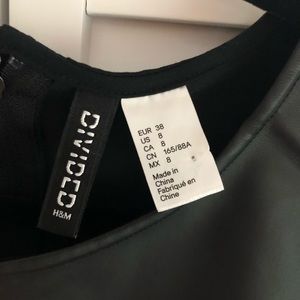 DIVIDED
H&M
EUR 38
US 8
CA 8
CN 165/88A
MX 8
Made in
China
Fabriqué en
Chine